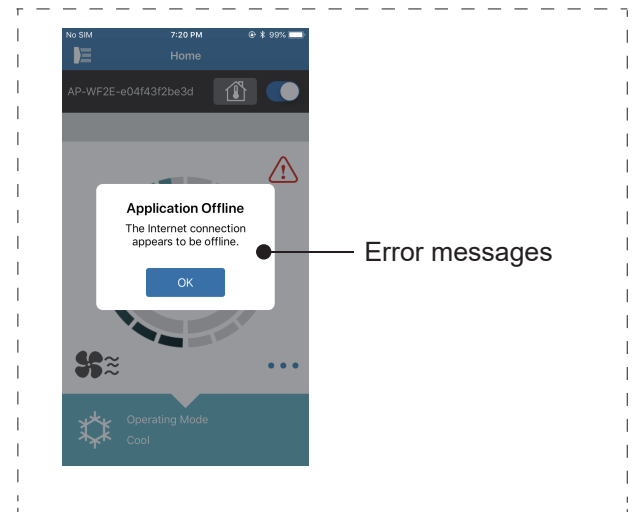 No SIM 7:20 PM 99%
Home
AP-WF2E-e04f43f2be3d
Application Offline
The Internet connection
appears to be offline.
Error messages
OK
Operating Mode
Cool